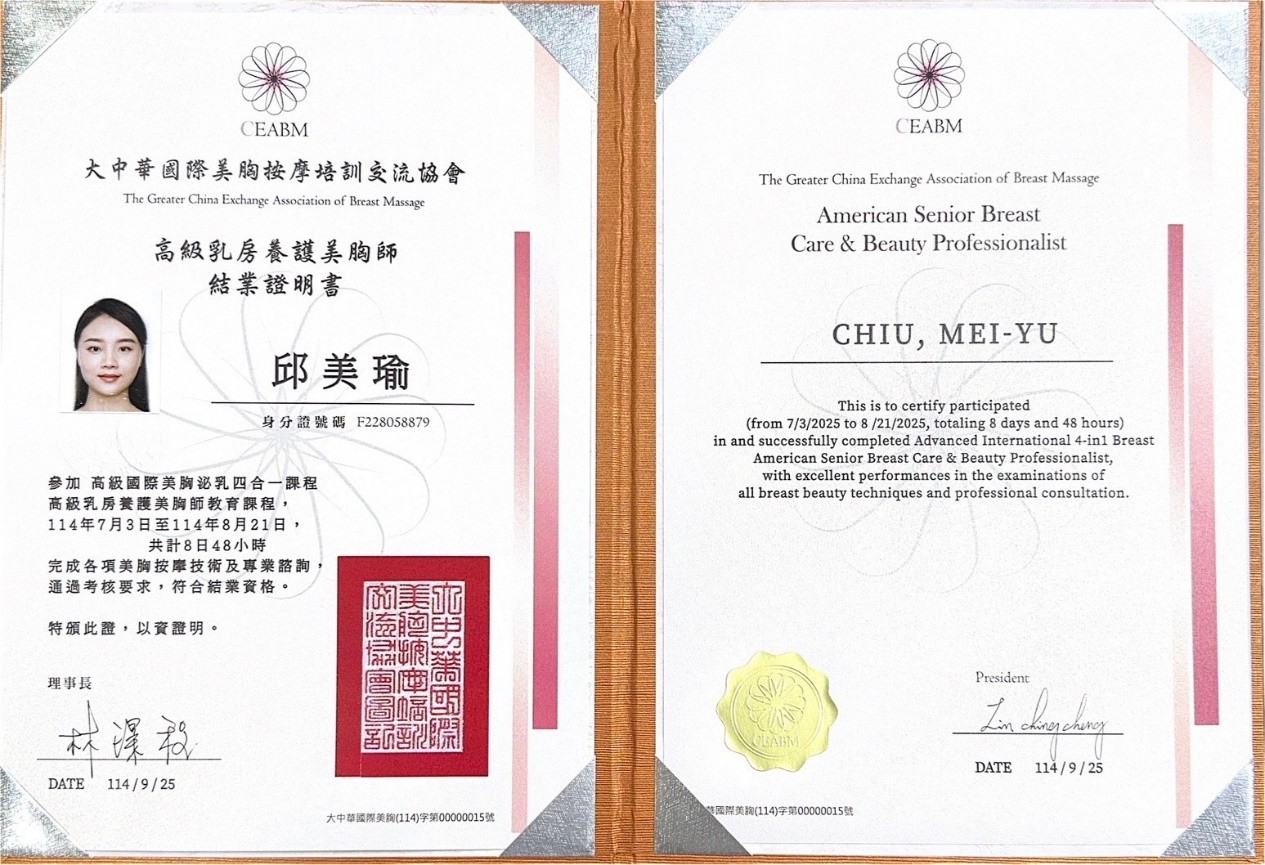 CEABM
大中華國際美胸按摩培訓交流協會
The Greater China Exchange Association of Breast Massage
高級乳房養護美胸師
結業證明書
邱美瑜
身分證號碼 F228058879
參加 高級國際美胸泌乳四合一課程
高級乳房養護美胸師教育課程，
114年7月3日至114年8月21日，
共計8日48小時
完成各項美胸按摩技術及專業諮詢，
通過考核要求，符合結業資格。
特頒此證，以資證明。
理事長
DATE 114/9/25
大中華國際美胸(114)字第00000015號
CEABM
The Greater China Exchange Association of Breast Massage
American Senior Breast
Care & Beauty Professionalist
CHIU, MEI-YU
This is to certify participated
(from 7/3/2025 to 8 /21/2025, totaling 8 days and 48 hours)
in and successfully completed Advanced International 4-in1 Breast
American Senior Breast Care & Beauty Professionalist,
with excellent performances in the examinations of
all breast beauty techniques and professional consultation.
CEABM
President
Lin ching cheng
DATE 114/9/25
華國際美胸(114)字第00000015號